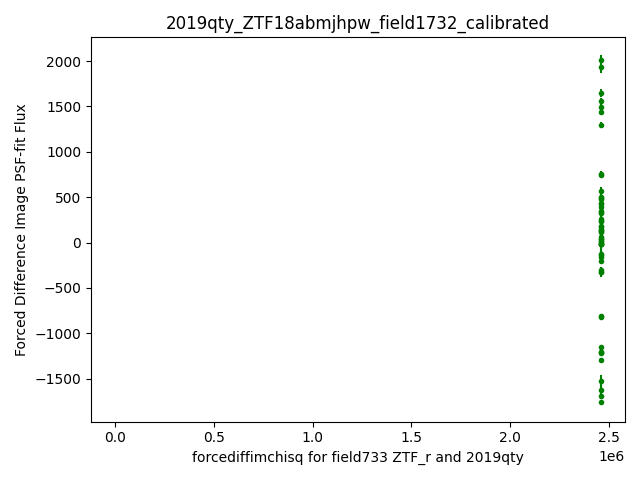 2019qty_ZTF18abmjhpw_field1732_calibrated
Forced Difference Image PSF-fit Flux
2000
1500
1000
500
0
−500
−1000
−1500
0.0 0.5 1.0 1.5 2.0 2.5
1e6
forcediffimchisq for field733 ZTF_r and 2019qty